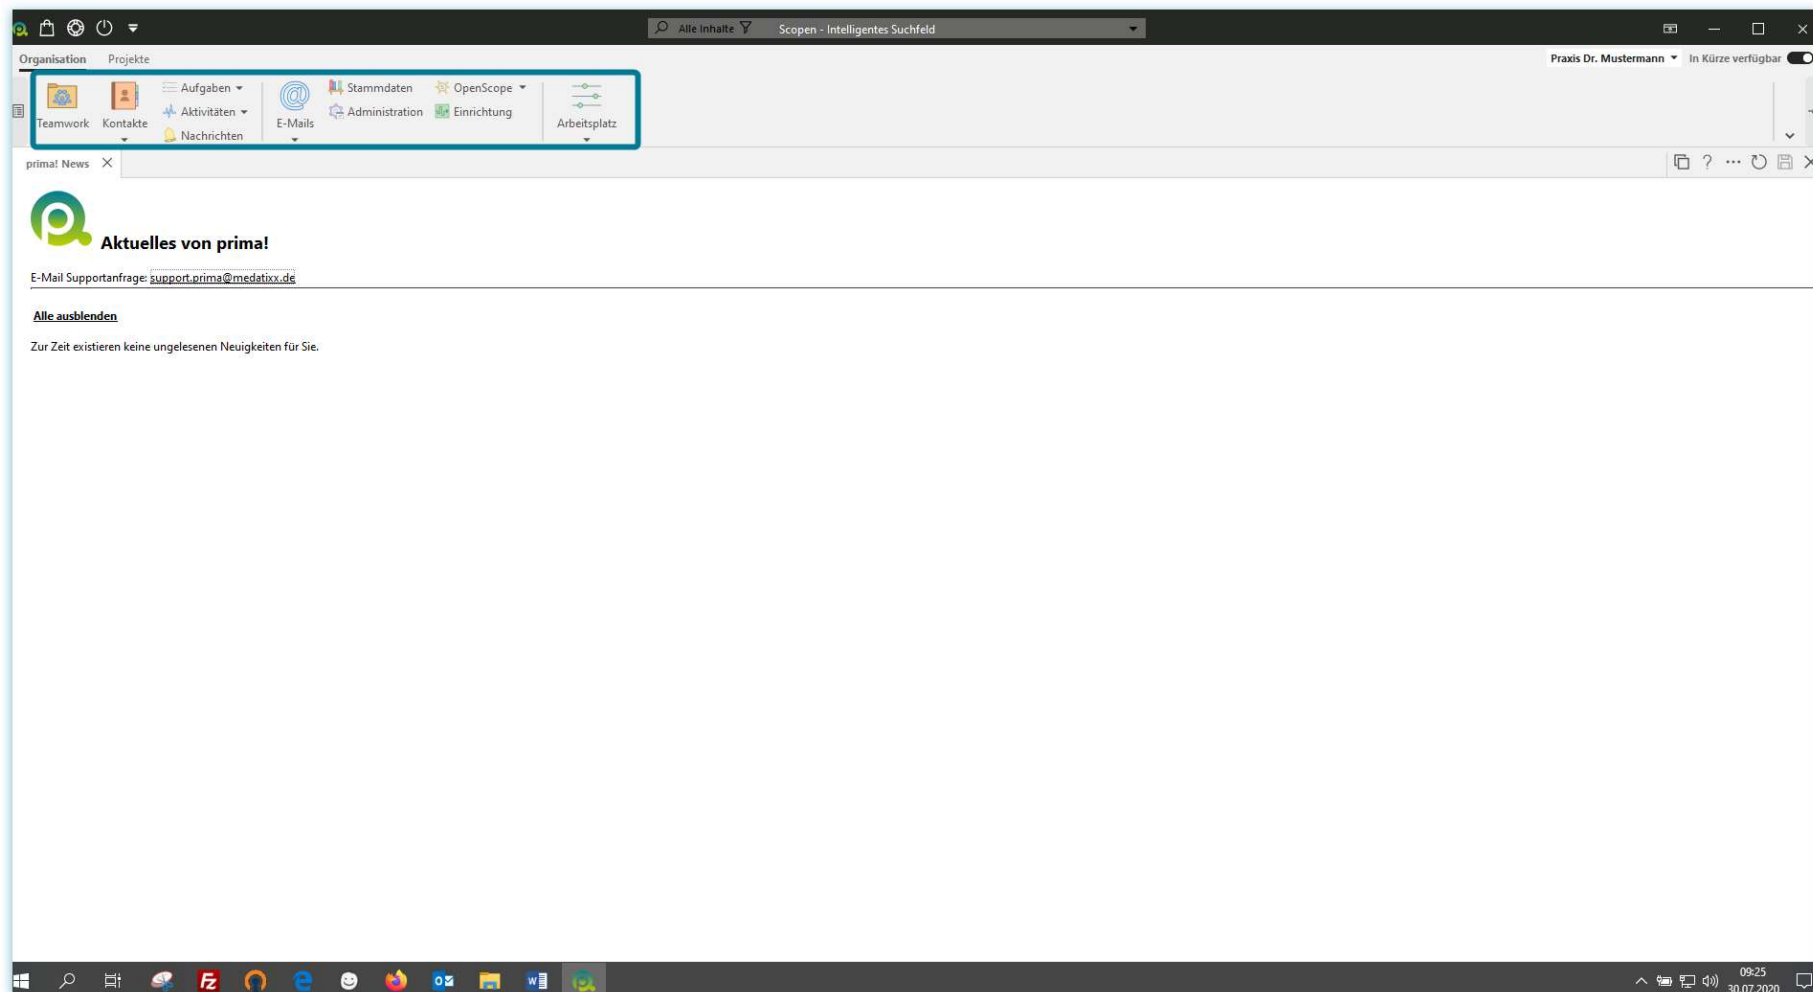 Alle Inhalte Scopen - Intelligentes Suchfeld
Organisation Projekte Praxis Dr. Mustermann In Kürze verfügbar
Aufgaben Stammdaten OpenScope
Aktivitäten Administration Einrichtung
Teamwork Kontakte E-Mails Arbeitsplatz
Nachrichten
prima! News
Aktuelles von prima!
E-Mail Supportanfrage: support.prima@medatixx.de
Alle ausblenden
Zur Zeit existieren keine ungelesenen Neuigkeiten für Sie.
09:25
30.07.2020